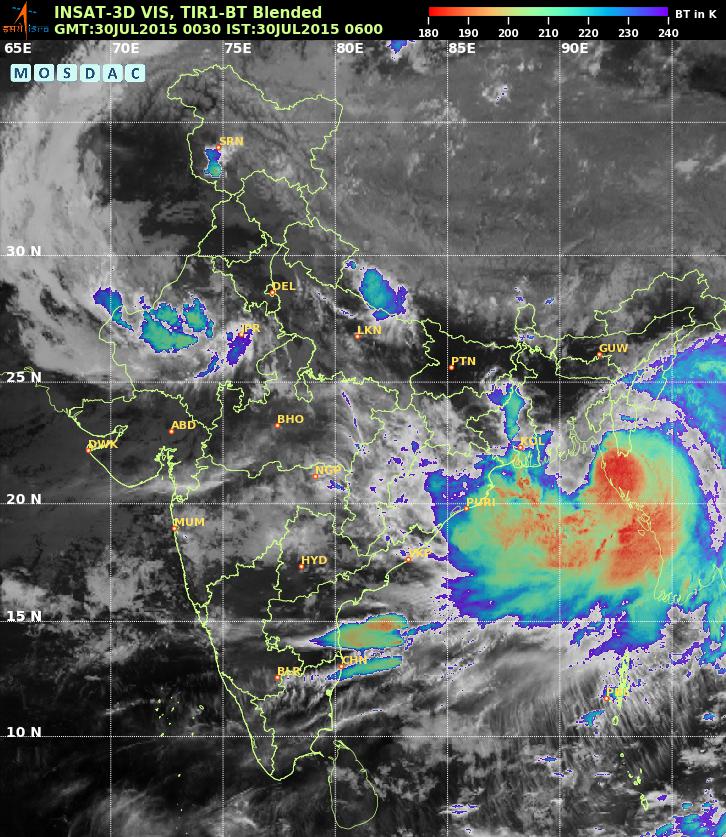 INSAT-3D VIS, TIR1-BT Blended
GMT:30JUL2015 0030 IST:30JUL2015 0600
BT in K
180 190 200 210 220 230 240
65E 70E 75E 80E 85E 90E
MOSDAC
SRN
30 N
DEL
JPR
LKN
GUW
PTN
25 N
BHO
ABD
DWK
KOL
NGP
20 N
PURI
MUM
VKP
HYD
15 N
CHN
BLR
10 N